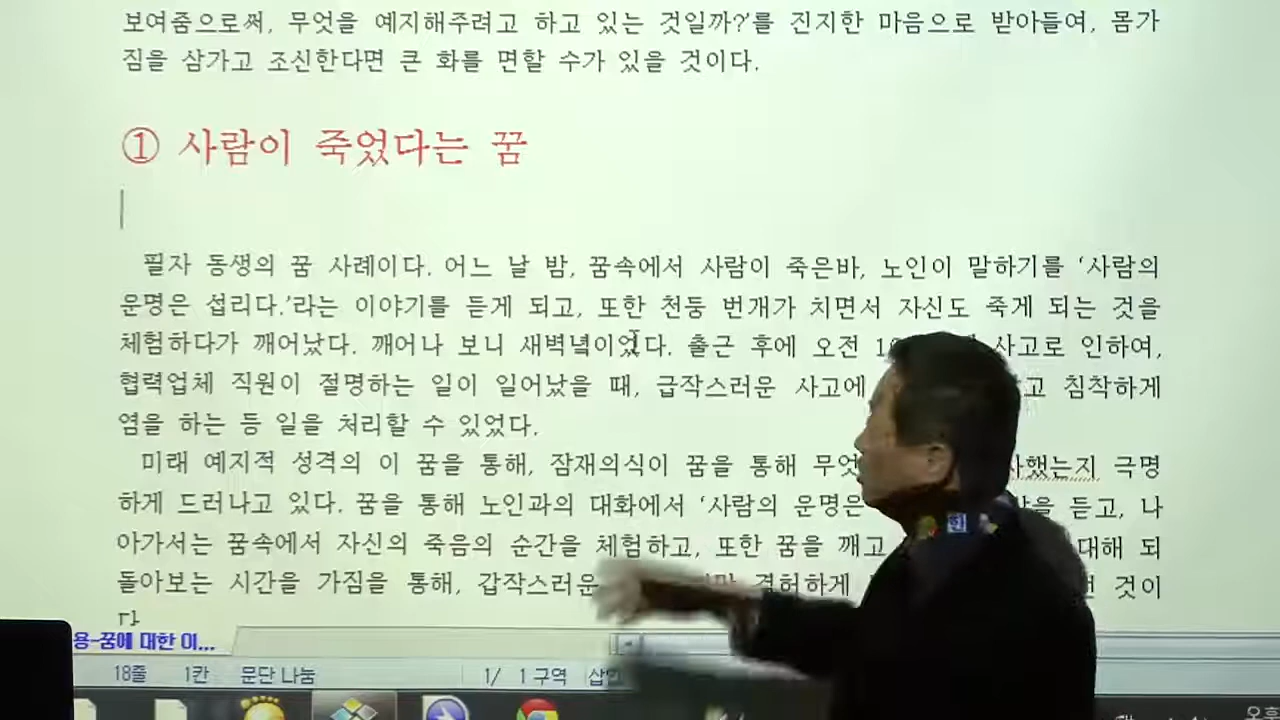 보여줌으로써, 무엇을 예지해주려고 하고 있는 것일까?'를 진지한 마음으로 받아들여, 몸가
짐을 삼가고 조신한다면 큰 화를 면할 수가 있을 것이다.
① 사람이 죽었다는 꿈
필자 동생의 꿈 사례이다. 어느 날 밤, 꿈속에서 사람이 죽은바, 노인이 말하기를 '사람의
운명은 섭리다.'라는 이야기를 듣게 되고, 또한 천둥 번개가 치면서 자신도 죽게 되는 것을
체험하다가 깨어났다. 깨어나 보니 새벽녘이었다. 출근 후에 오전 사고로 인하여,
협력업체 직원이 절명하는 일이 일어났을 때, 급작스러운 사고에 고 침착하게
염을 하는 등 일을 처리할 수 있었다.
미래 예지적 성격의 이 꿈을 통해, 잠재의식이 꿈을 통해 무엇 사했는지 극명
하게 드러나고 있다. 꿈을 통해 노인과의 대화에서 '사람의 운명은 듣고, 나
아가서는 꿈속에서 자신의 죽음의 순간을 체험하고, 또한 꿈을 깨고 대해 되
돌아보는 시간을 가짐을 통해, 갑작스러운 겸허하게 것이
다
용-꿈에 대한 이...
18줄 1칸 문단 나눔 1/ 1 구역 삽입
한
오후